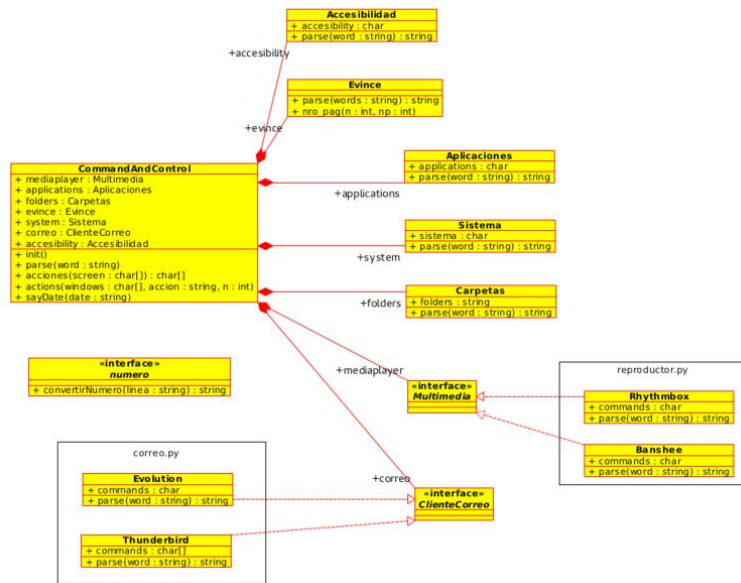 Accesibilidad
+ accesibility : char
+ parse(word : string) : string
+accesibility
Evince
+ parse(words : string) : string
+ nro_pag(n : int, np : int)
+evince
CommandAndControl
+ mediaplayer : Multimedia
+ applications : Aplicaciones
+ folders : Carpetas
+ evince : Evince
+ system : Sistema
+ correo : ClienteCorreo
+ accesibility : Accesibilidad
+ init()
+ parse(word : string)
+ acciones(screen : char[]) : char[]
+ actions(windows : char[], accion : string, n : int)
+ sayDate(date : string)
Aplicaciones
+ applications : char
+ parse(word : string) : string
+applications
Sistema
+ sistema : char
+ parse(word : string) : string
+system
Carpetas
+ folders : string
+ parse(word : string) : string
+folders
«interface»
numero
+ convertirNumero(linea : string) : string
+mediaplayer
«interface»
Multimedia
reproductor.py
Rhythmbox
+ commands : char
+ parse(word : string) : string
Banshee
+ commands : char
+ parse(word : string) : string
correo.py
Evolution
+ commands : char
+ parse(word : string) : string
Thunderbird
+ commands : char[]
+ parse(word : string) : string
+correo
«interface»
ClienteCorreo